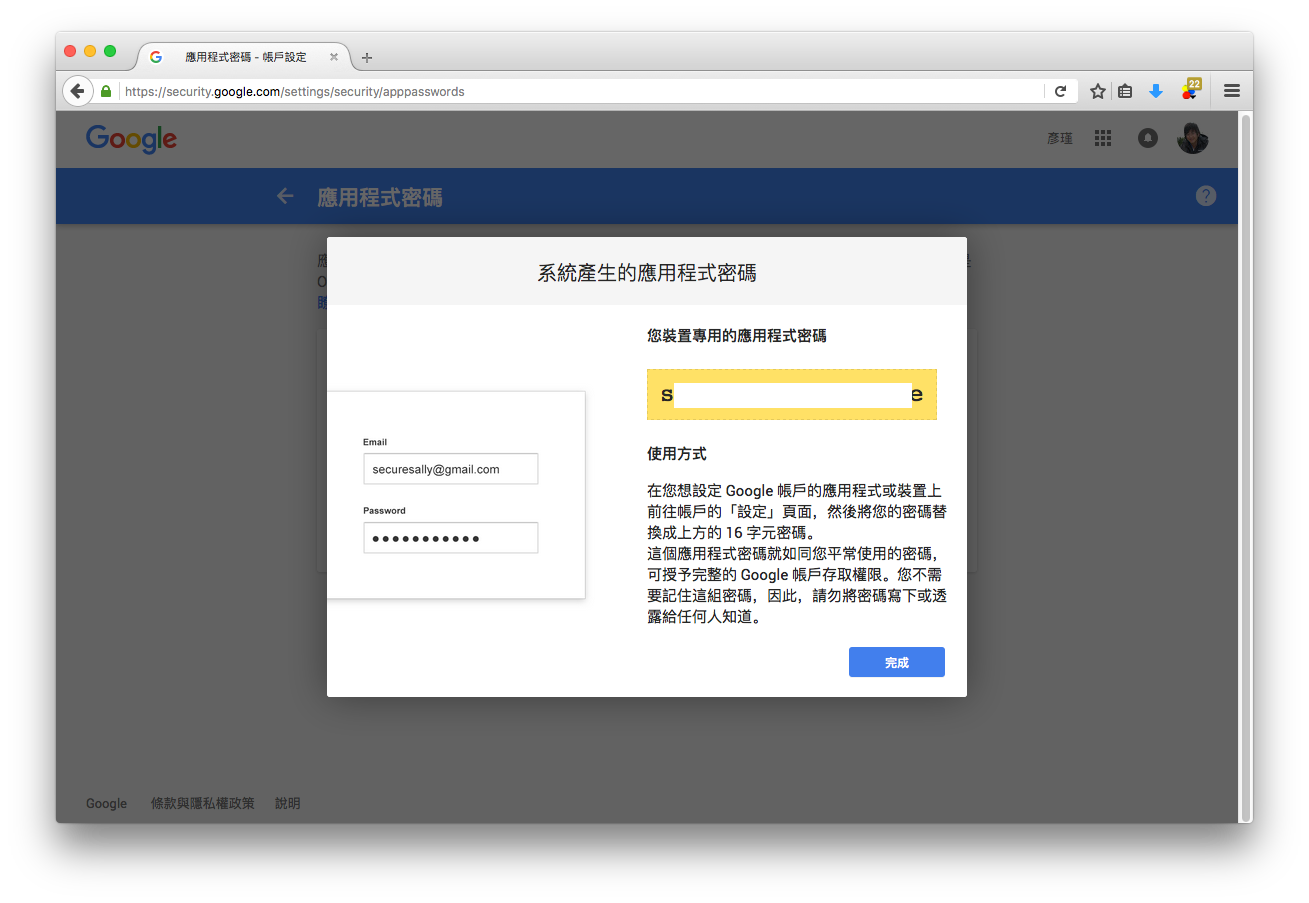 應用程式密碼 - 帳戶設定
https://security.google.com/settings/security/apppasswords
22
Google
彥瑾
應用程式密碼
?
應
O
系統產生的應用程式密碼
您裝置專用的應用程式密碼
s e
Email
securesally@gmail.com
Password
使用方式
在您想設定 Google 帳戶的應用程式或裝置上
前往帳戶的「設定」頁面，然後將您的密碼替
換成上方的 16 字元密碼。
這個應用程式密碼就如同您平常使用的密碼，
可授予完整的 Google 帳戶存取權限。您不需
要記住這組密碼，因此，請勿將密碼寫下或透
露給任何人知道。
完成
Google 條款與隱私權政策 說明